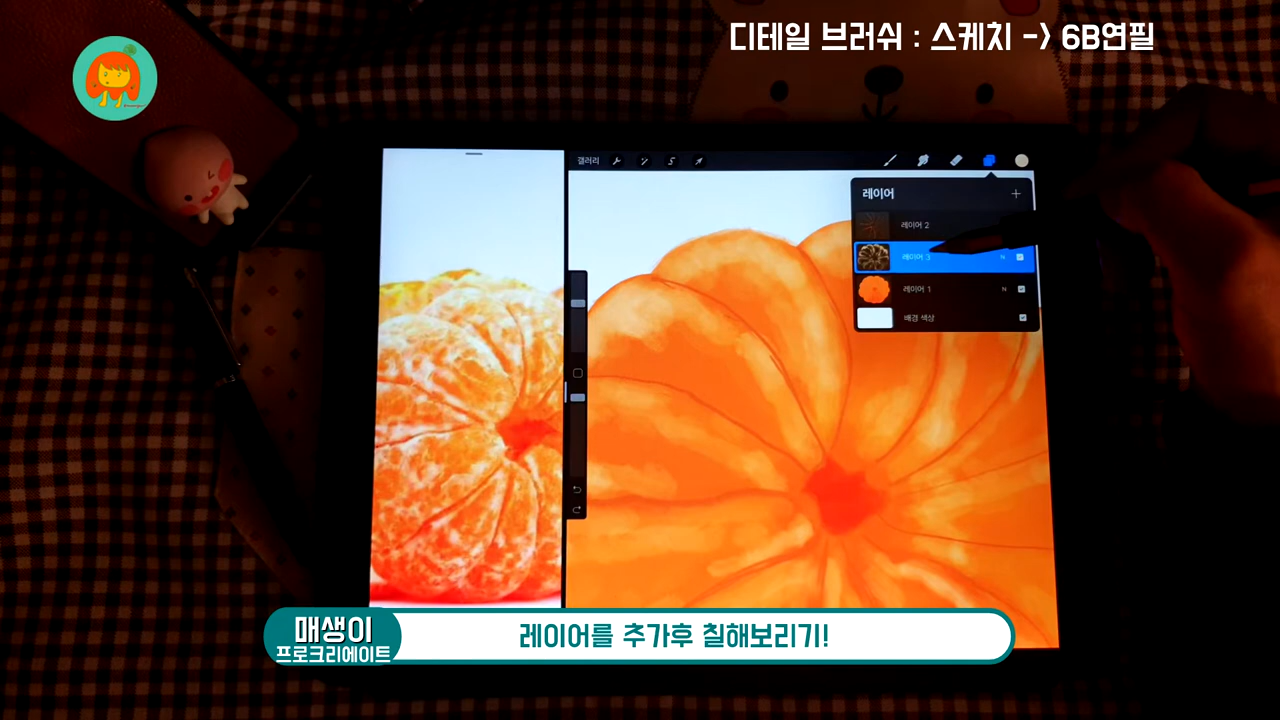 디테일 브러쉬 : 스케치 -> 6B연필
갤러리
레이어
레이어 2
레이어 3
N
레이어 1
N
배경 색상
매생이
프로크리에이트
레이어를 추가후 칠해보리기!